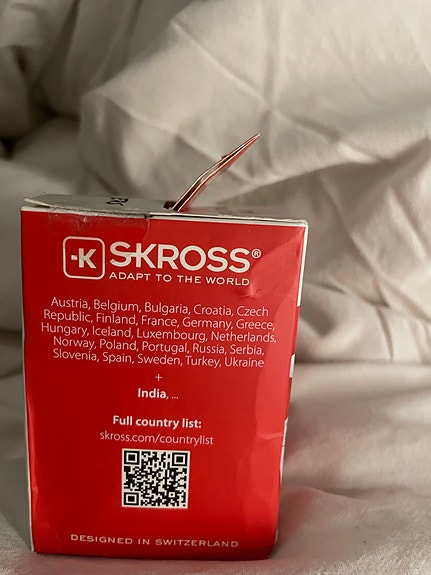 -K SKROSS®
ADAPT TO THE WORLD
Austria, Belgium, Bulgaria, Croatia, Czech
Republic, Finland, France, Germany, Greece,
Hungary, Iceland, Luxembourg, Netherlands,
Norway, Poland, Portugal, Russia, Serbia,
Slovenia, Spain, Sweden, Turkey, Ukraine
+
India, ...
Full country list:
skross.com/countrylist
DESIGNED IN SWITZERLAND